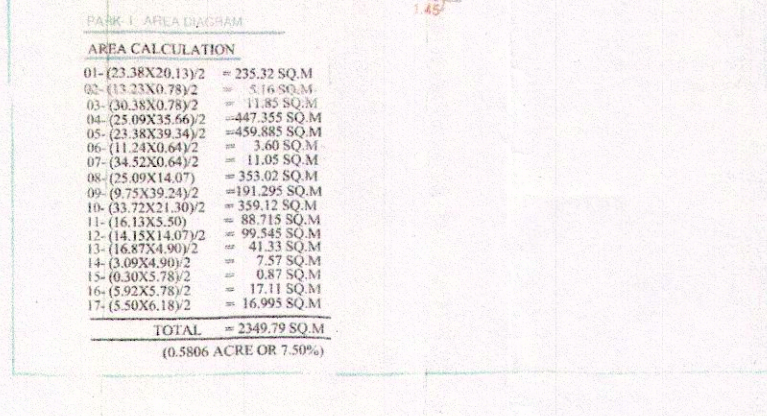 1.45
PARK-1 AREA DIAGRAM
AREA CALCULATION
01- (23.38X20.13)/2 = 235.32 SQ.M
02- (13.23X0.78)/2 = 5.16 SQ.M
03- (30.38X0.78)/2 = 11.85 SQ.M
04- (25.09X35.66)/2 =447.355 SQ.M
05- (23.38X39.34)/2 =459.885 SQ.M
06- (11.24X0.64)/2 = 3.60 SQ.M
07- (34.52X0.64)/2 = 11.05 SQ.M
08- (25.09X14.07) = 353.02 SQ.M
09- (9.75X39.24)/2 =191.295 SQ.M
10- (33.72X21.30)/2 = 359.12 SQ.M
11- (16.13X5.50) = 88.715 SQ.M
12- (14.15X14.07)/2 = 99.545 SQ.M
13- (16.87X4.90)/2 = 41.33 SQ.M
14- (3.09X4.90)/2 = 7.57 SQ.M
15- (0.30X5.78)/2 = 0.87 SQ.M
16- (5.92X5.78)/2 = 17.11 SQ.M
17- (5.50X6.18)/2 = 16.995 SQ.M
TOTAL = 2349.79 SQ.M
(0.5806 ACRE OR 7.50%)